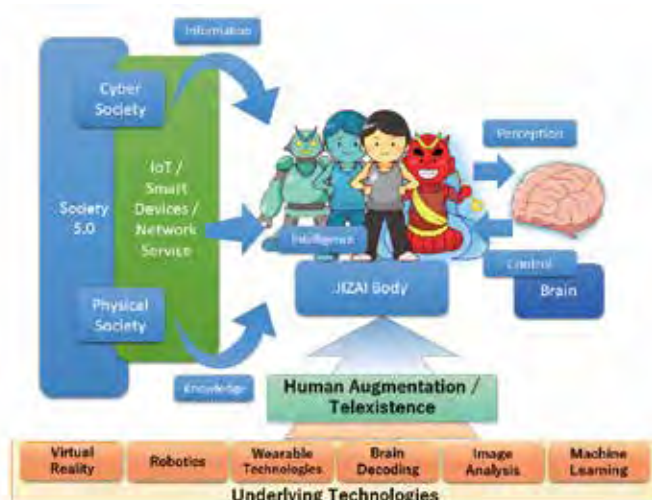 Information
Cyber
Society
Perception
IoT /
Smart
Devices /
Network
Service
Society
5.0
Intelligence
Control
JIZAI Body
Brain
Physical
Society
Knowledge
Human Augmentation /
Telexistence
Virtual
Reality
Robotics
Wearable
Technologies
Brain
Decoding
Image
Analysis
Machine
Learning
Underlying Technologies